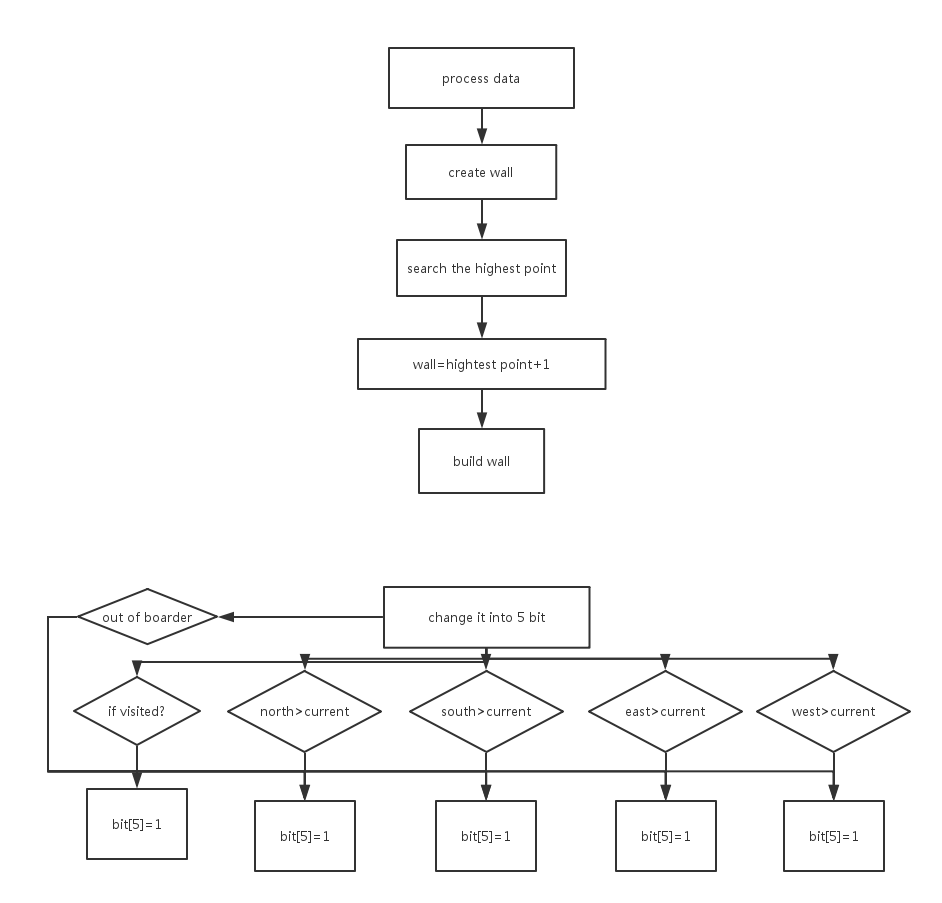 process data
create wall
search the highest point
wall=hightest point+1
build wall
out of boarder
change it into 5 bit
if visited?
north>current
south>current
east>current
west>current
bit[5]=1
bit[5]=1
bit[5]=1
bit[5]=1
bit[5]=1